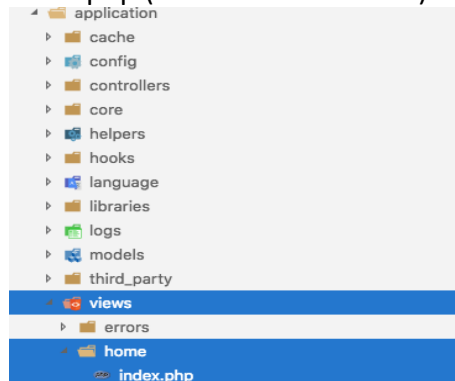 application
cache
config
controllers
core
helpers
hooks
language
libraries
logs
models
third_party
views
errors
home
index.php